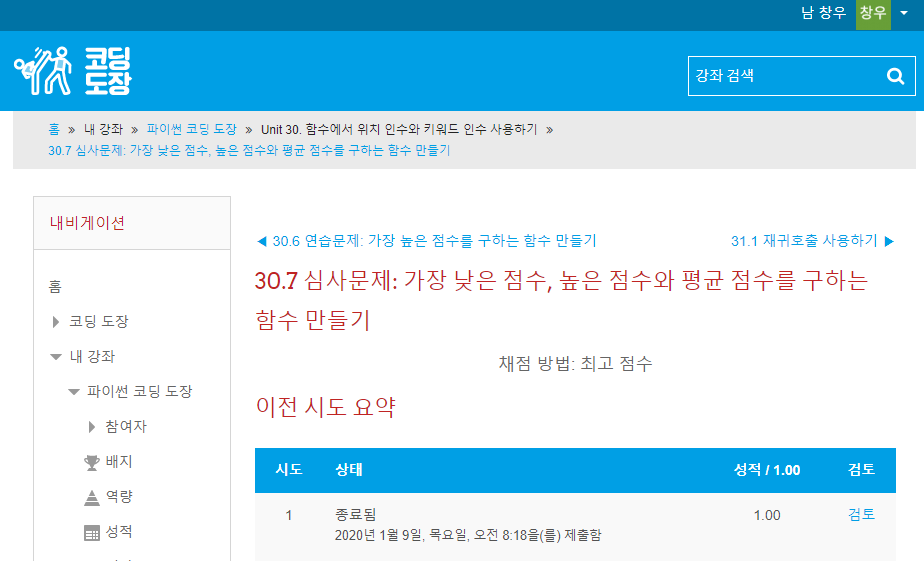 남 창우 창우
코딩
도장
강좌 검색
홈 » 내 강좌 » 파이썬 코딩 도장 » Unit 30. 함수에서 위치 인수와 키워드 인수 사용하기 »
30.7 심사문제: 가장 낮은 점수, 높은 점수와 평균 점수를 구하는 함수 만들기
내비게이션
홈
코딩 도장
내 강좌
파이썬 코딩 도장
참여자
배지
역량
성적
◀ 30.6 연습문제: 가장 높은 점수를 구하는 함수 만들기
31.1 재귀호출 사용하기 ▶
30.7 심사문제: 가장 낮은 점수, 높은 점수와 평균 점수를 구하는
함수 만들기
채점 방법: 최고 점수
이전 시도 요약
시도 상태 성적 / 1.00 검토
1 종료됨 1.00 검토
2020년 1월 9일, 목요일, 오전 8:18을(를) 제출함